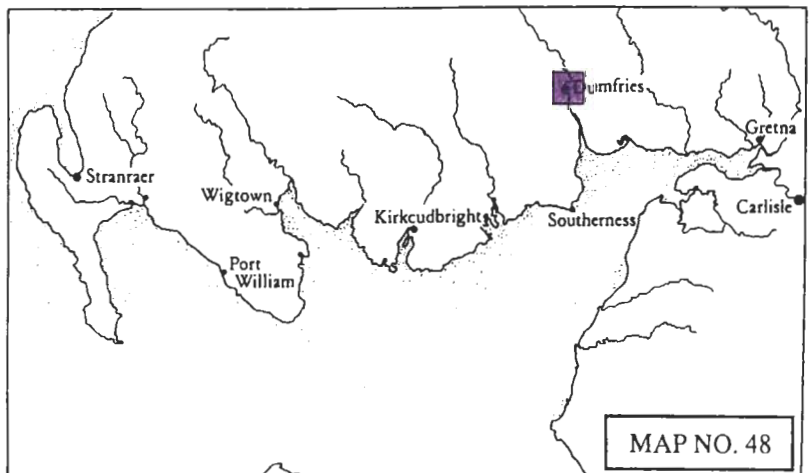 Dumfries
Gretna
Stranraer
Wigtown
Kirkcudbright
Southerness
Carlisle
Port
William
MAP NO. 48